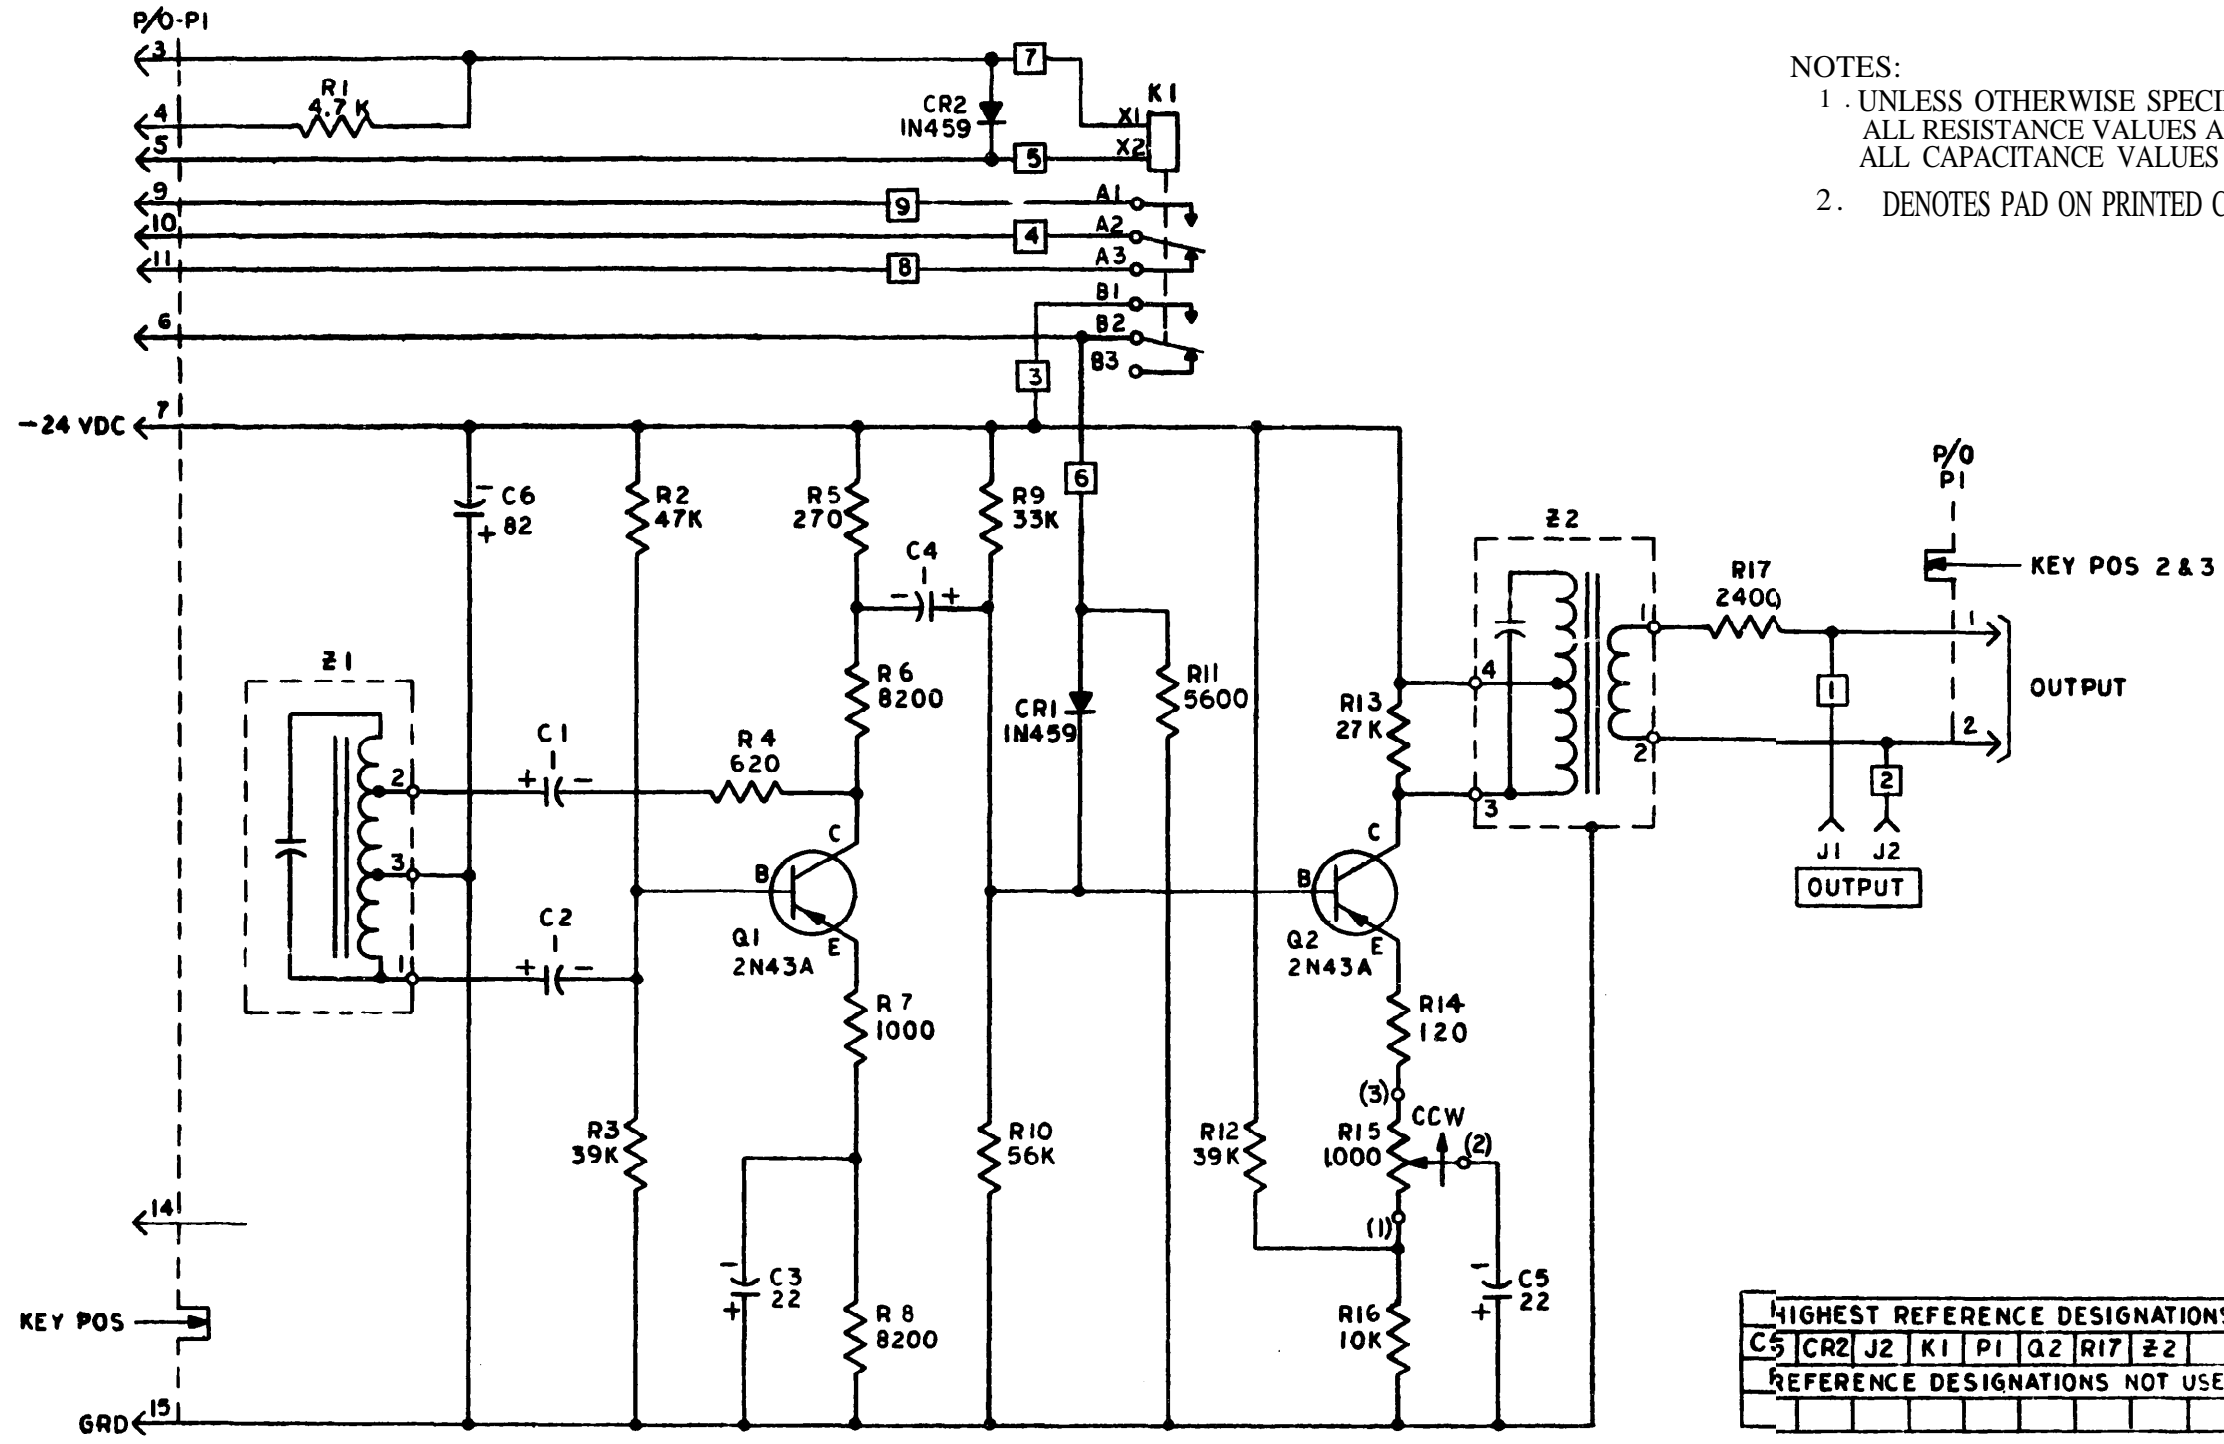 P/O-P1
3
R1
4.7 K
4
5
9
10
11
6
7
-24 VDC
CR2
1N459
7
5
K1
X1
X2
9
4
8
A1
A2
A3
B1
B2
B3
3
6
NOTES:
1 . UNLESS OTHERWISE SPECI
ALL RESISTANCE VALUES A
ALL CAPACITANCE VALUES
2. DENOTES PAD ON PRINTED C
- C6
+ 82
R2
47K
R5
270
C4
1
- +
R9
33K
R6
8200
R4
620
Z1
2
3
1
C1
1
+ -
C2
1
+ -
C
B
E
Q1
2N43A
R7
1000
R3
39K
-
+
C3
22
R8
8200
R10
56K
CR1
1N459
R11
5600
R12
39K
R13
27K
C
B
E
Q2
2N43A
R14
120
(3)
CCW
R15
1000
(2)
(1)
R16
10K
-
+
C5
22
Z2
4
3
1
2
R17
2400
P/O
P1
KEY POS 2 & 3
1
2
OUTPUT
1
2
J1 J2
OUTPUT
14
KEY POS
15
GRD
HIGHEST REFERENCE DESIGNATIONS
CR2 J2 K1 P1 Q2 R17 Z2
REFERENCE DESIGNATIONS NOT USE